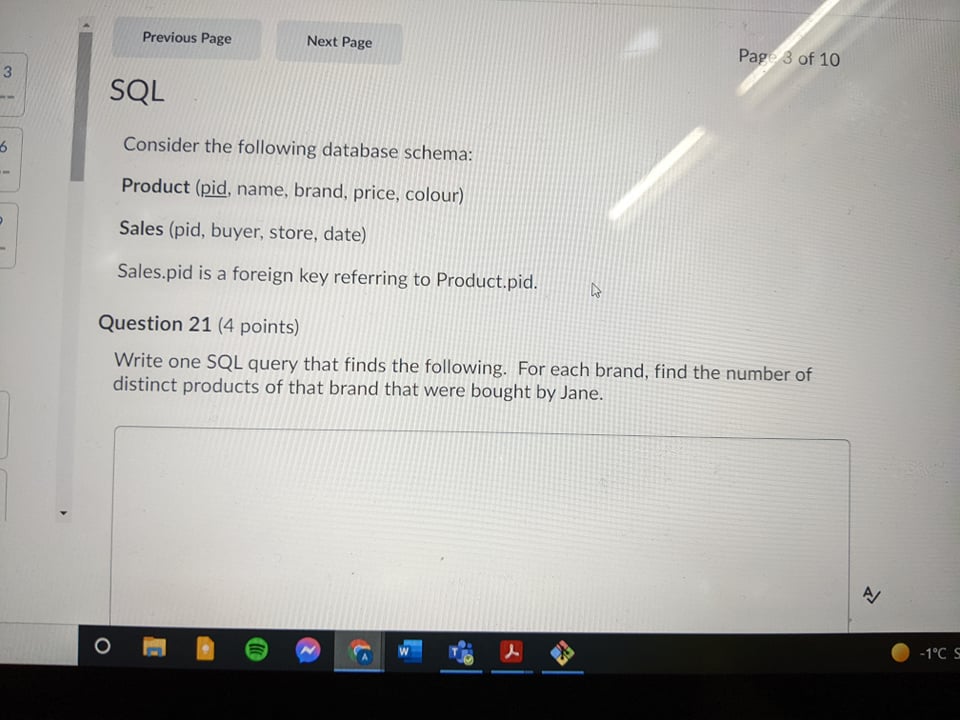 Previous Page
Next Page
Page 3 of 10
3
--
6
--
SQL
Consider the following database schema:
Product (pid, name, brand, price, colour)
Sales (pid, buyer, store, date)
Sales.pid is a foreign key referring to Product.pid.
Question 21 (4 points)
Write one SQL query that finds the following. For each brand, find the number of
distinct products of that brand that were bought by Jane.
A
W
A
-1°C S